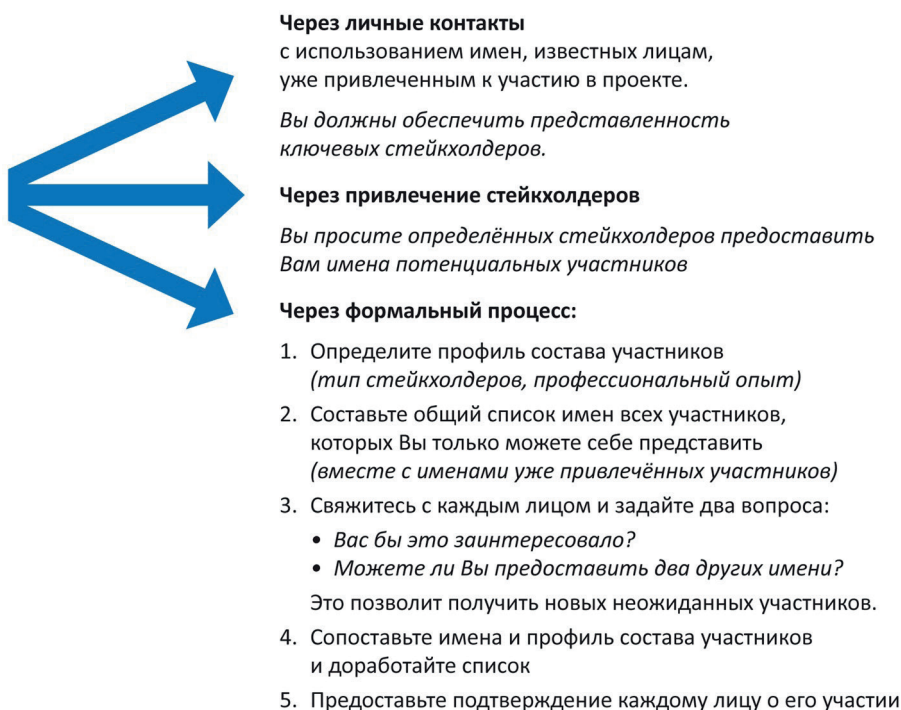 Через личные контакты
с использованием имен, известных лицам,
уже привлеченным к участию в проекте.
Вы должны обеспечить представленность
ключевых стейкхолдеров.
Через привлечение стейкхолдеров
Вы просите определённых стейкхолдеров предоставить
Вам имена потенциальных участников
Через формальный процесс:
1. Определите профиль состава участников
(тип стейкхолдеров, профессиональный опыт)
2. Составьте общий список имен всех участников,
которых Вы только можете себе представить
(вместе с именами уже привлечённых участников)
3. Свяжитесь с каждым лицом и задайте два вопроса:
• Вас бы это заинтересовало?
• Можете ли Вы предоставить два других имени?
Это позволит получить новых неожиданных участников.
4. Сопоставьте имена и профиль состава участников
и доработайте список
5. Предоставьте подтверждение каждому лицу о его участии